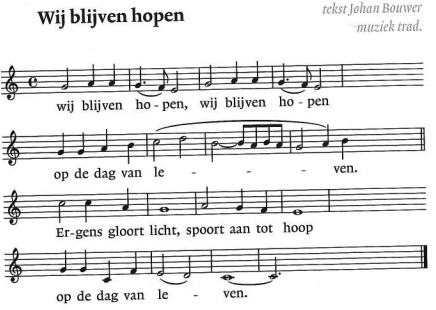 Wij blijven hopen
tekst Johan Bouwer
muziek trad.
wij blijven ho - pen, wij blijven ho - pen
op de dag van le - - - ven.
Er-gens gloort licht, spoort aan tot hoop
op de dag van le - ven.